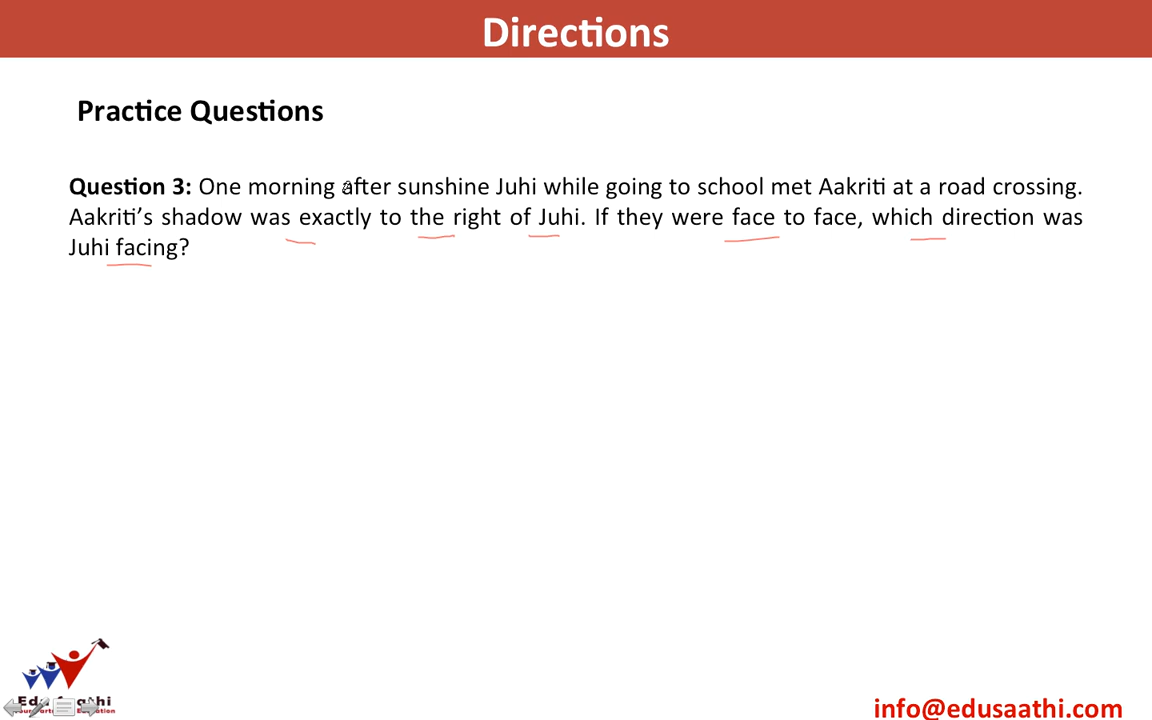 Directions
Practice Questions
Question 3: One morning after sunshine Juhi while going to school met Aakriti at a road crossing.
Aakriti’s shadow was exactly to the right of Juhi. If they were face to face, which direction was
Juhi facing?
info@edusaathi.com